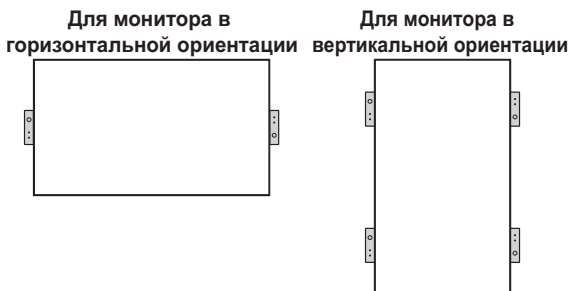 Для монитора в
горизонтальной ориентации
Для монитора в
вертикальной ориентации